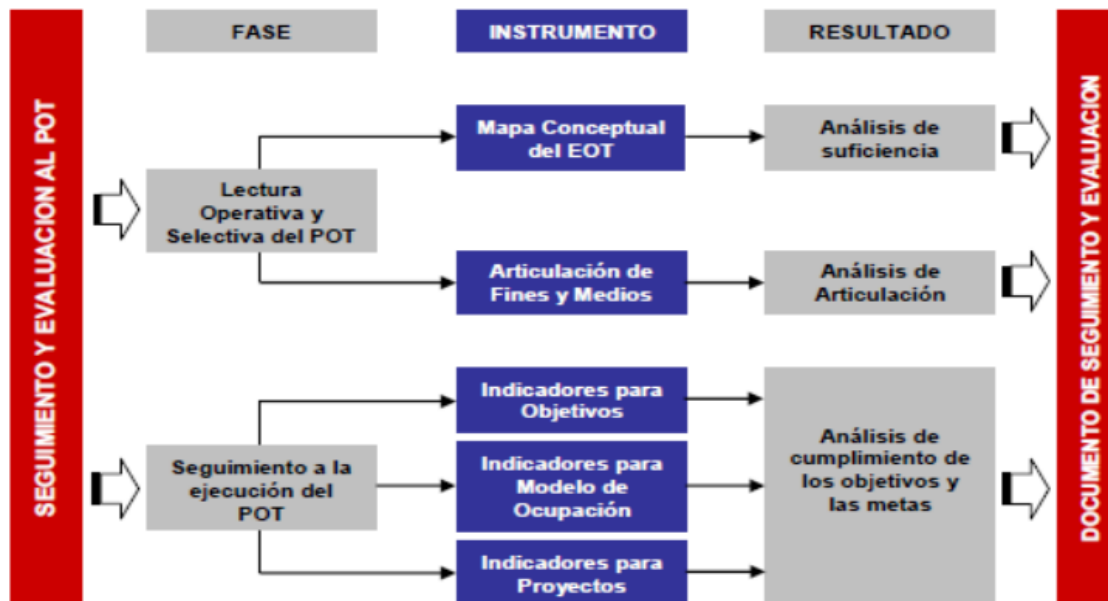 SEGUIMIENTO Y EVALUACION AL POT
FASE
INSTRUMENTO
RESULTADO
Lectura
Operativa y
Selectiva del POT
Mapa Conceptual
del EOT
Análisis de
suficiencia
Articulación de
Fines y Medios
Análisis de
Articulación
Seguimiento a la
ejecución del
POT
Indicadores para
Objetivos
Indicadores para
Modelo de
Ocupación
Indicadores para
Proyectos
Análisis de
cumplimiento de
los objetivos y
las metas
DOCUMENTO DE SEGUIMIENTO Y EVALUACION